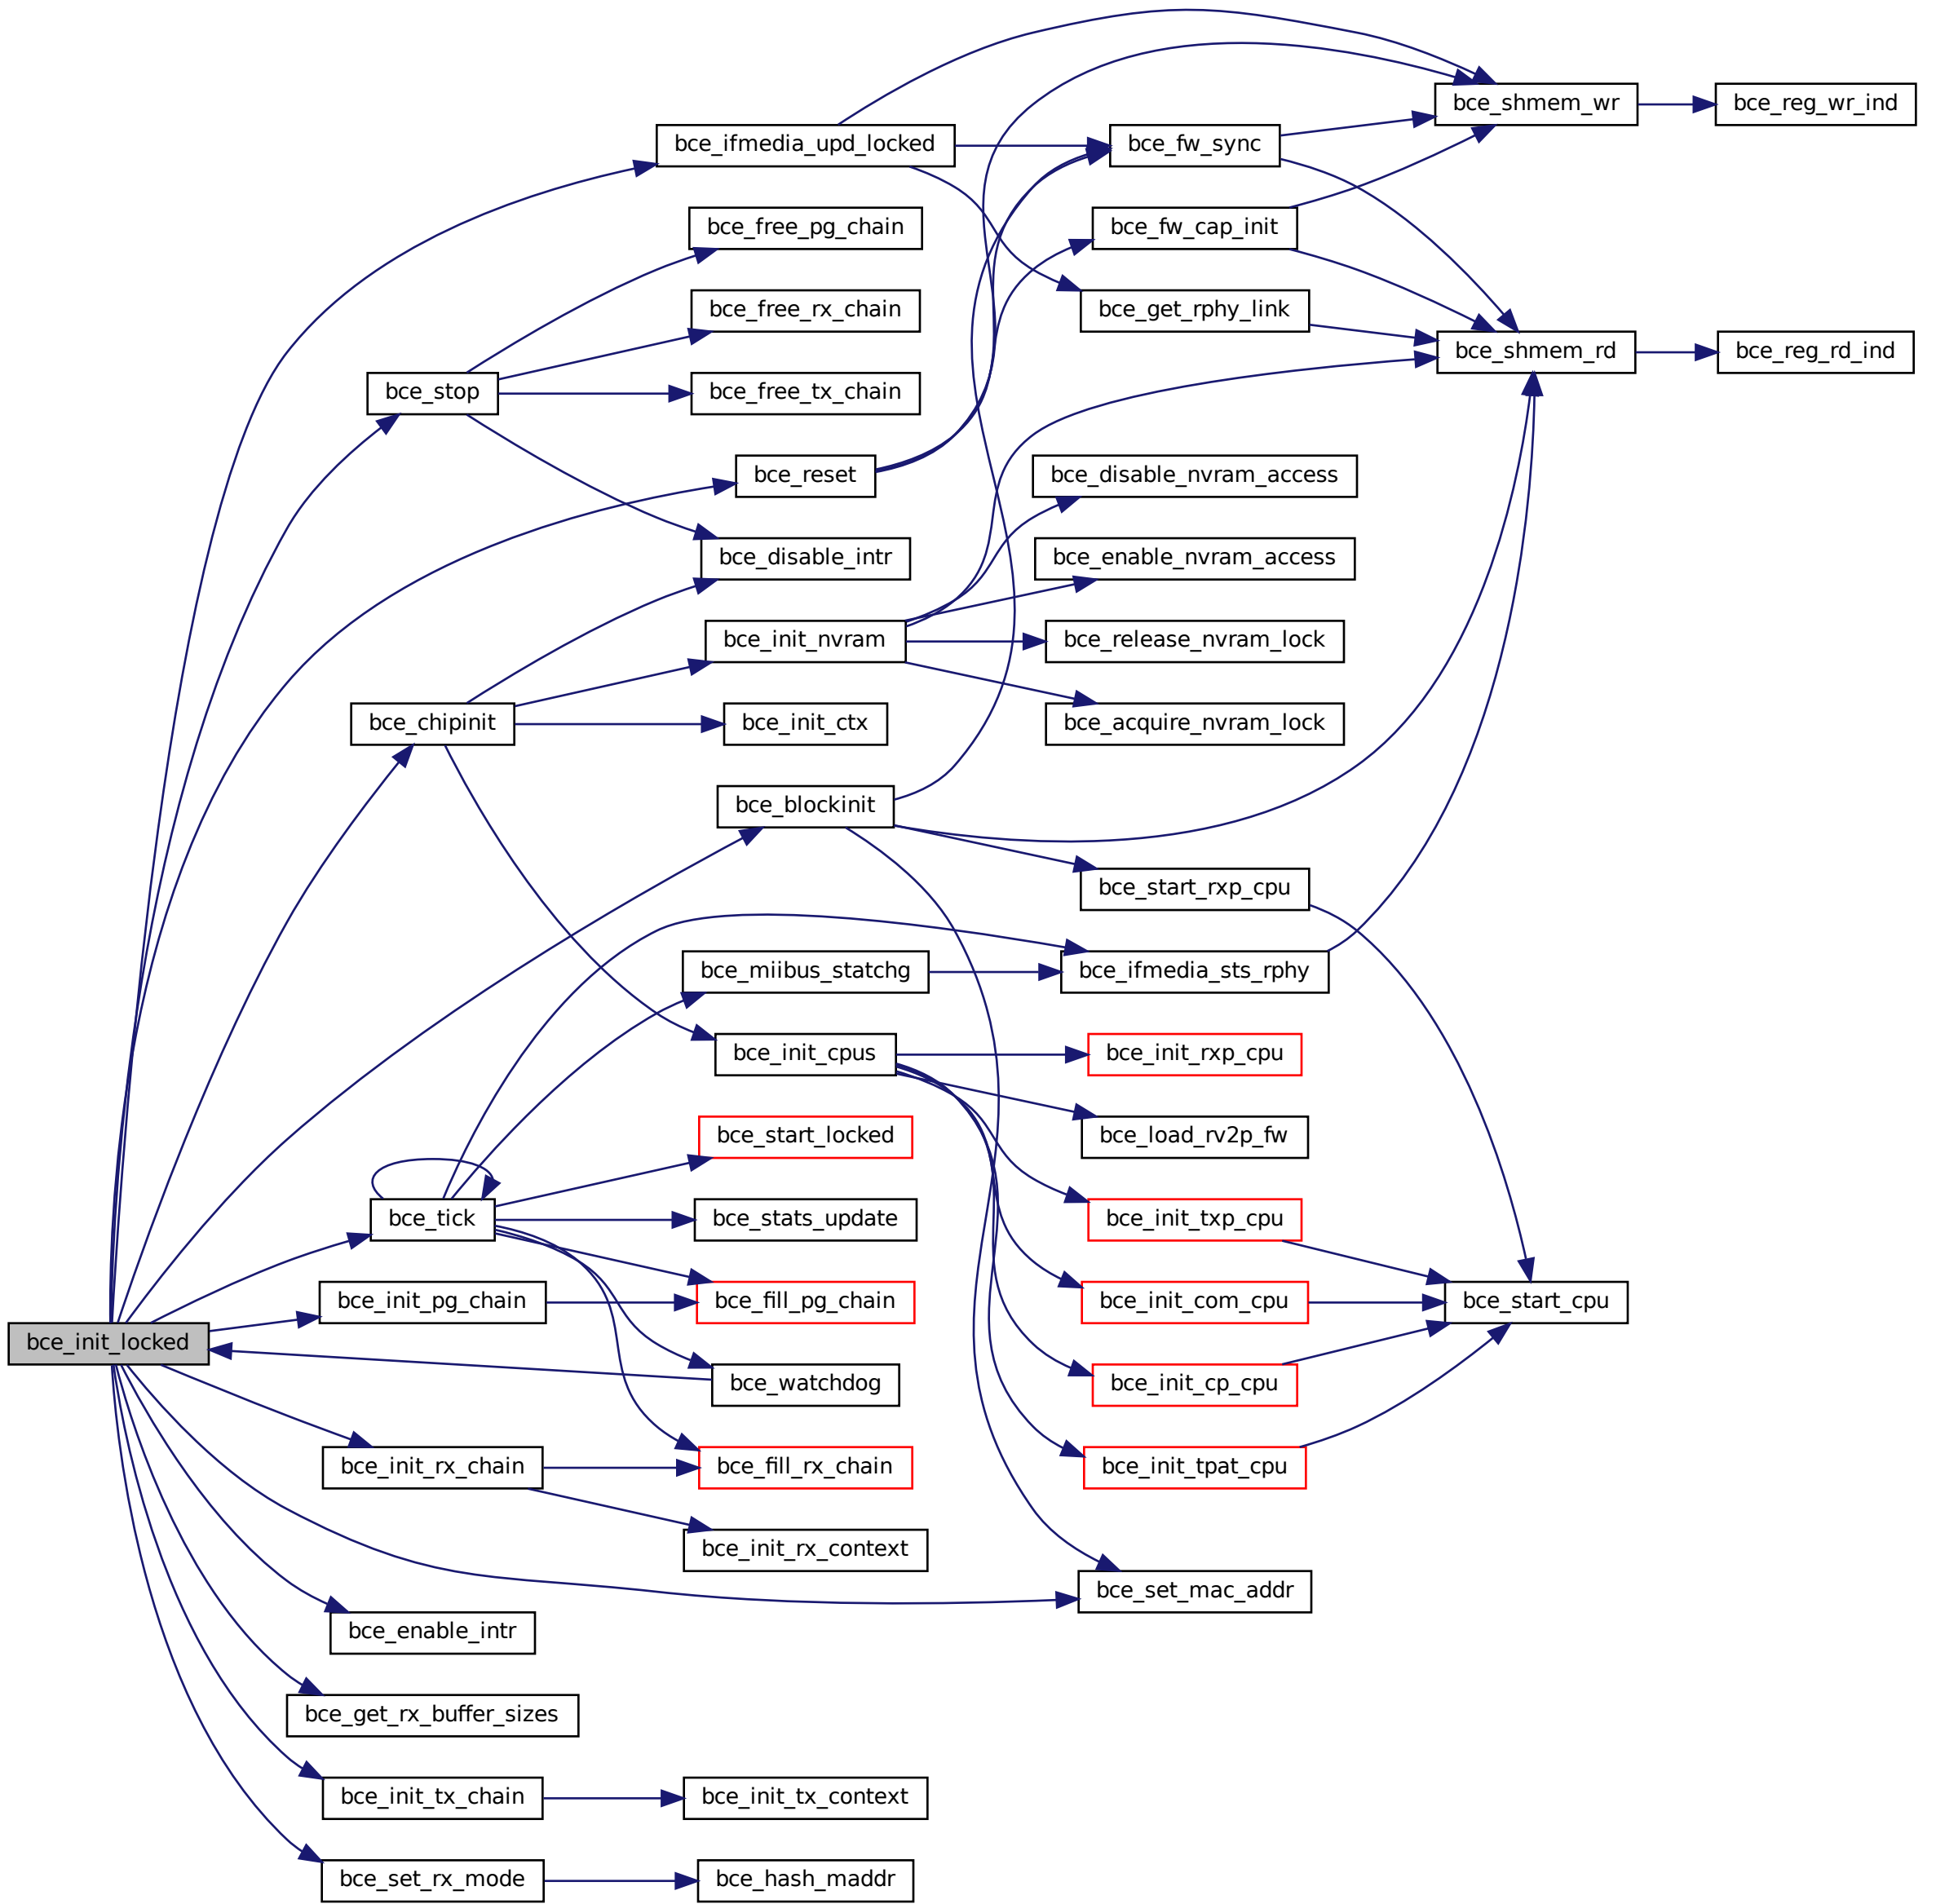 bce_shmem_wr
bce_reg_wr_ind
bce_ifmedia_upd_locked
bce_fw_sync
bce_free_pg_chain
bce_fw_cap_init
bce_free_rx_chain
bce_get_rphy_link
bce_shmem_rd
bce_reg_rd_ind
bce_stop
bce_free_tx_chain
bce_reset
bce_disable_nvram_access
bce_disable_intr
bce_enable_nvram_access
bce_init_nvram
bce_release_nvram_lock
bce_chipinit
bce_init_ctx
bce_acquire_nvram_lock
bce_blockinit
bce_start_rxp_cpu
bce_miibus_statchg
bce_ifmedia_sts_rphy
bce_init_cpus
bce_init_rxp_cpu
bce_start_locked
bce_load_rv2p_fw
bce_tick
bce_stats_update
bce_init_txp_cpu
bce_init_pg_chain
bce_fill_pg_chain
bce_init_com_cpu
bce_start_cpu
bce_init_locked
bce_watchdog
bce_init_cp_cpu
bce_init_rx_chain
bce_fill_rx_chain
bce_init_tpat_cpu
bce_init_rx_context
bce_set_mac_addr
bce_enable_intr
bce_get_rx_buffer_sizes
bce_init_tx_chain
bce_init_tx_context
bce_set_rx_mode
bce_hash_maddr